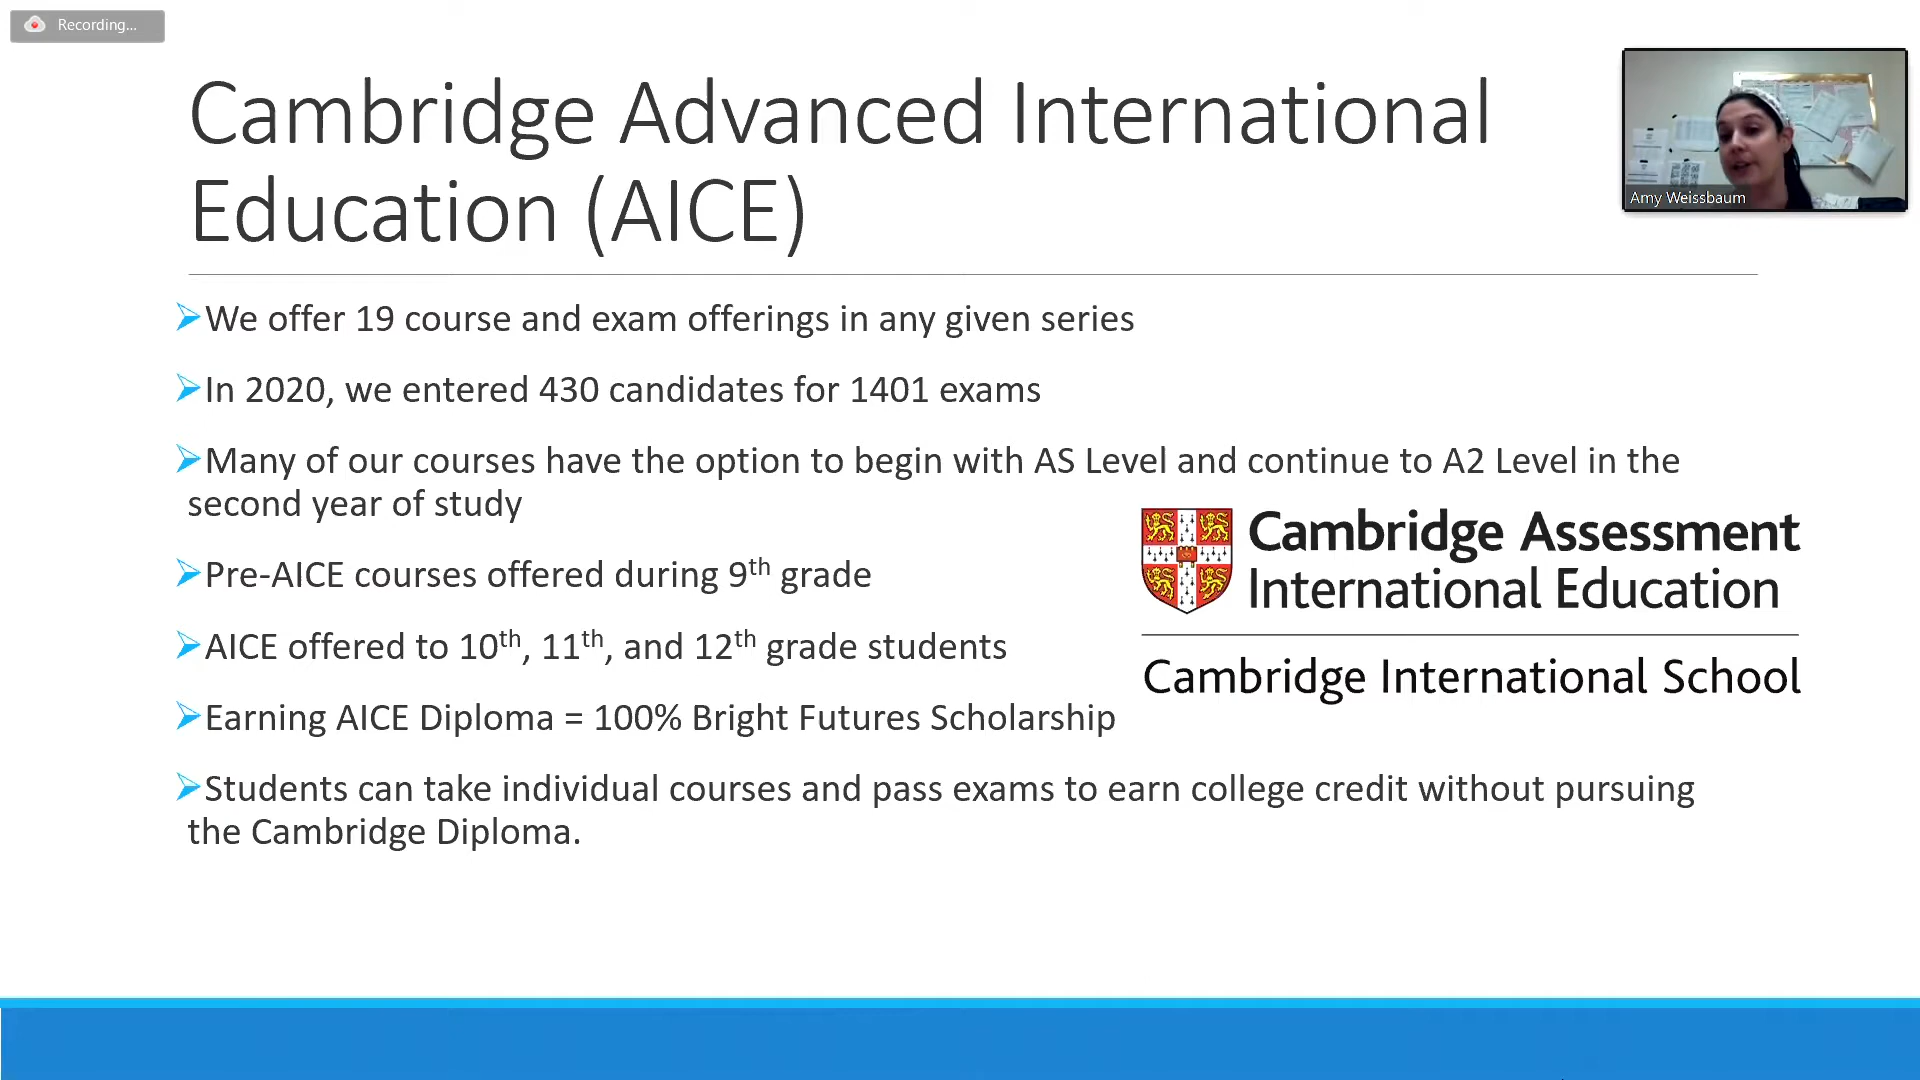 Recording...
Cambridge Advanced International
Education (AICE)
Amy Weissbaum
➢We offer 19 course and exam offerings in any given series
➢In 2020, we entered 430 candidates for 1401 exams
➢Many of our courses have the option to begin with AS Level and continue to A2 Level in the
second year of study
➢Pre-AICE courses offered during 9th grade
➢AICE offered to 10th, 11th, and 12th grade students
➢Earning AICE Diploma = 100% Bright Futures Scholarship
➢Students can take individual courses and pass exams to earn college credit without pursuing
the Cambridge Diploma.
Cambridge Assessment
International Education
Cambridge International School